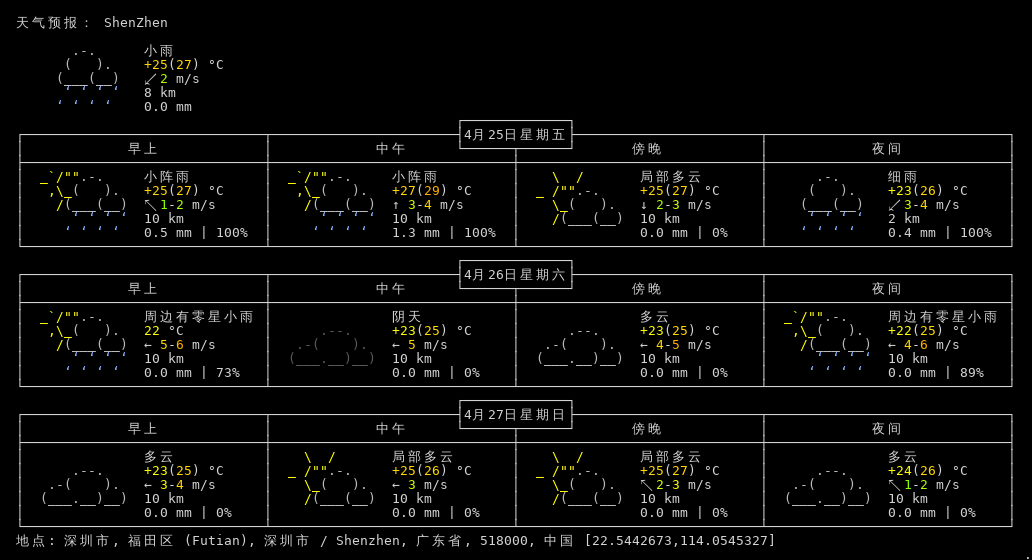 天气预报： ShenZhen
小雨
+25(27) °C
↙2 m/s
8 km
0.0 mm
4月25日星期五
早上 中午 傍晚 夜间
小阵雨 小阵雨 局部多云 细雨
+25(27) °C +27(29) °C +25(27) °C +23(26) °C
↖1-2 m/s ↑ 3-4 m/s ↓ 2-3 m/s ↙3-4 m/s
10 km 10 km 10 km 2 km
0.5 mm | 100% 1.3 mm | 100% 0.0 mm | 0% 0.4 mm | 100%
4月26日星期六
早上 中午 傍晚 夜间
周边有零星小雨 阴天 多云 周边有零星小雨
22 °C +23(25) °C +23(25) °C +22(25) °C
← 5-6 m/s ← 5 m/s ← 4-5 m/s ← 4-6 m/s
10 km 10 km 10 km 10 km
0.0 mm | 73% 0.0 mm | 0% 0.0 mm | 0% 0.0 mm | 89%
4月27日星期日
早上 中午 傍晚 夜间
多云 局部多云 局部多云 多云
+23(25) °C +25(26) °C +25(27) °C +24(26) °C
← 3-4 m/s ← 3 m/s ↖2-3 m/s ↖1-2 m/s
10 km 10 km 10 km 10 km
0.0 mm | 0% 0.0 mm | 0% 0.0 mm | 0% 0.0 mm | 0%
地点: 深圳市, 福田区 (Futian), 深圳市 / Shenzhen, 广东省, 518000, 中国 [22.5442673,114.0545327]